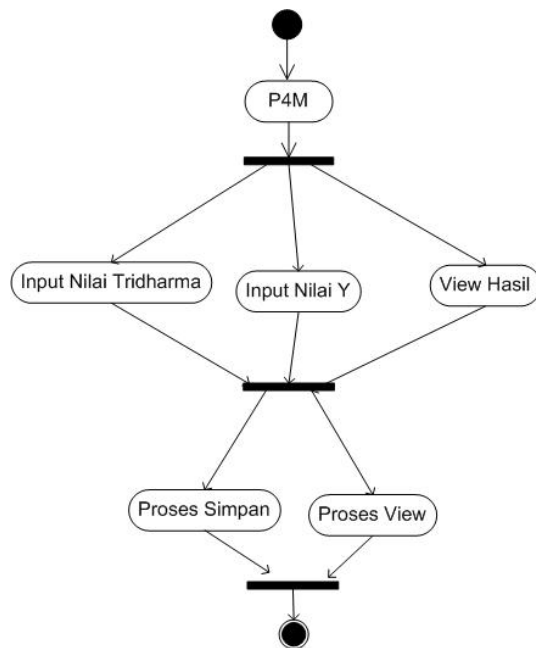 P4M
Input Nilai Tridharma
Input Nilai Y
View Hasil
Proses Simpan
Proses View